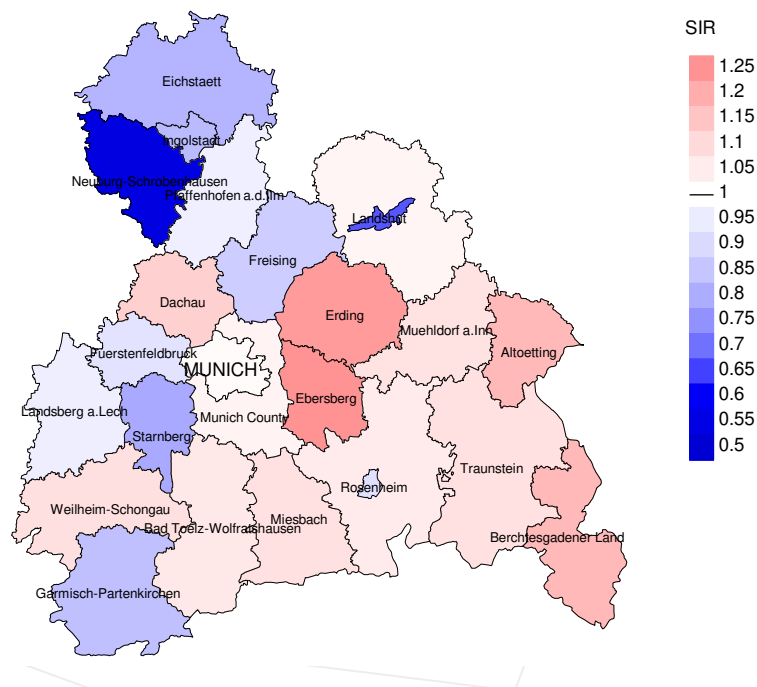 SIR
1.25
1.2
1.15
1.1
1.05
1
0.95
0.9
0.85
0.8
0.75
0.7
0.65
0.6
0.55
0.5
Eichstaett
Ingolstadt
Neuburg-Schrobenhausen
Pfaffenhofen a.d.Ilm
Landshut
Freising
Dachau
Erding
Muehldorf a.Inn
Altoetting
Fuerstenfeldbruck
MUNICH
Ebersberg
Landsberg a.Lech
Munich County
Starnberg
Traunstein
Rosenheim
Weilheim-Schongau
Miesbach
Bad Toelz-Wolfratshausen
Berchtesgadener Land
Garmisch-Partenkirchen